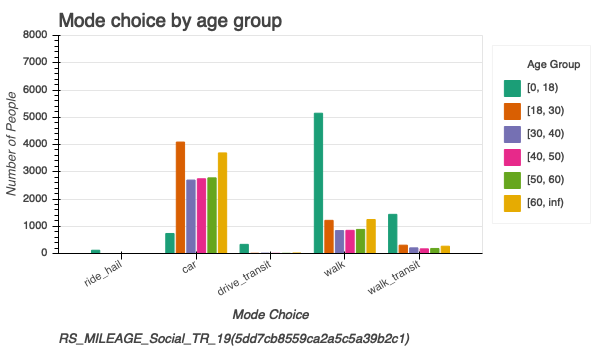 Mode choice by age group
Number of People
8000
7000
6000
5000
4000
3000
2000
1000
0
ride_hail
car
drive_transit
walk
walk_transit
Mode Choice
Age Group
[0, 18)
[18, 30)
[30, 40)
[40, 50)
[50, 60)
[60, inf)
RS_MILEAGE_Social_TR_19(5dd7cb8559ca2a5c5a39b2c1)